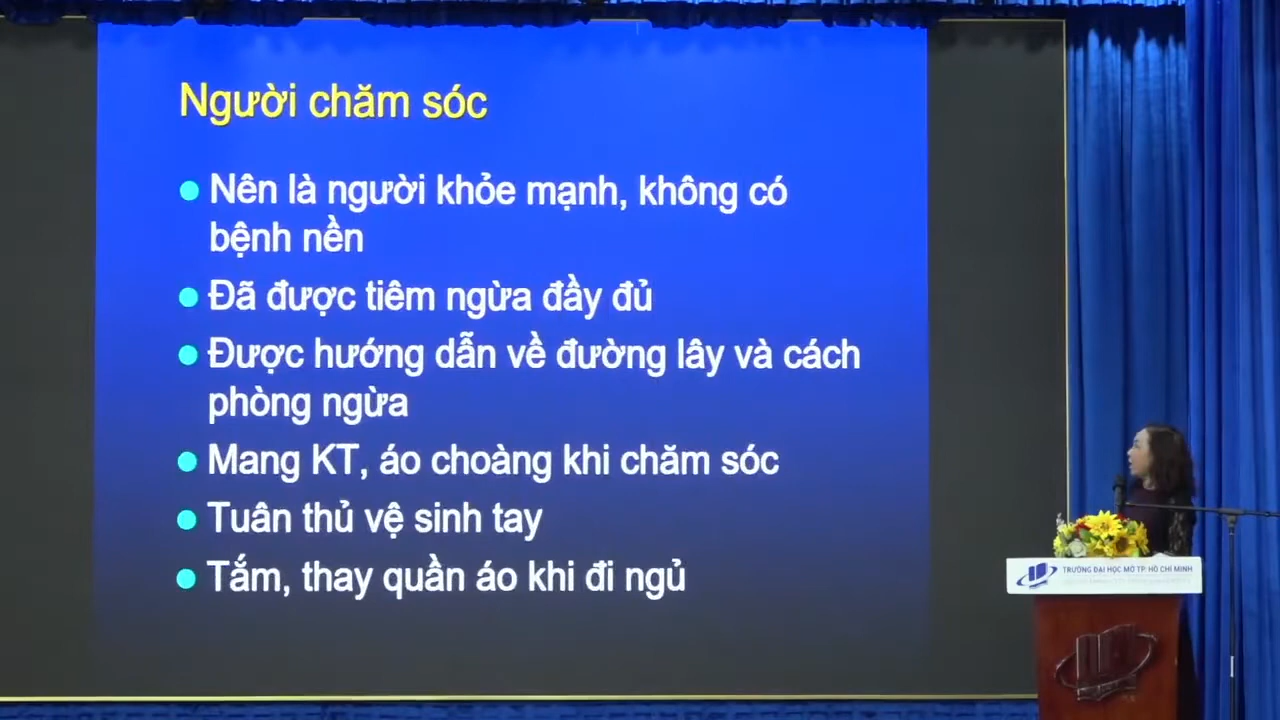 Người chăm sóc
Nên là người khỏe mạnh, không có
bệnh nền
Đã được tiêm ngừa đầy đủ
Được hướng dẫn về đường lây và cách
phòng ngừa
Mang KT, áo choàng khi chăm sóc
Tuân thủ vệ sinh tay
Tắm, thay quần áo khi đi ngủ
TRƯỜNG ĐẠI HỌC MỞ TP. HỒ CHÍ MINH